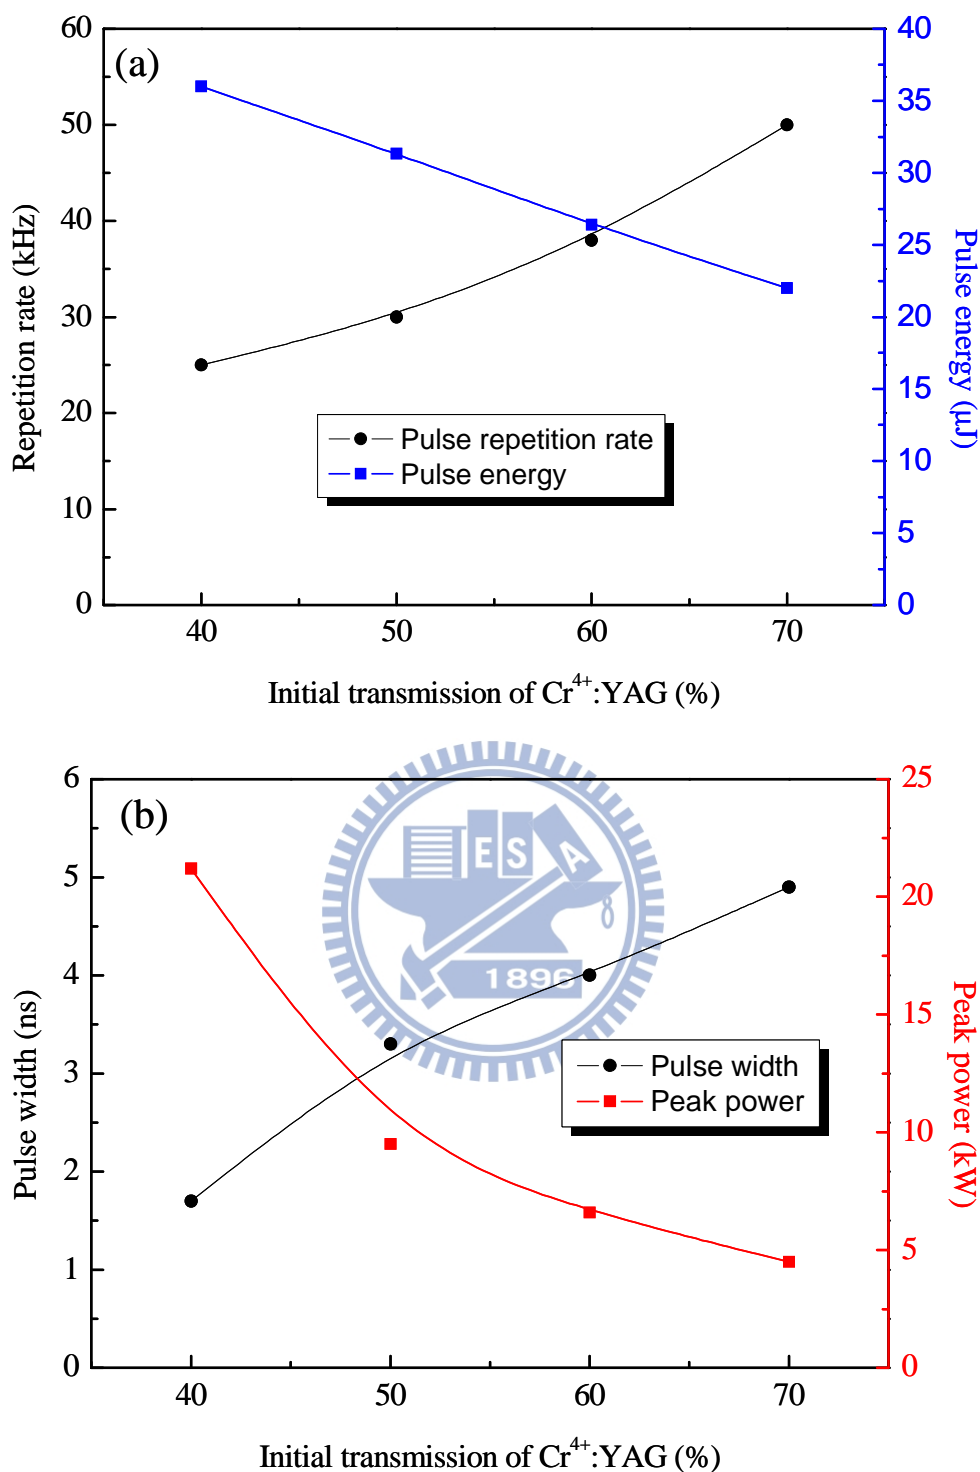 (a)
60
50
40
30
20
10
0
Repetition rate (kHz)
40
35
30
25
20
15
10
5
0
Pulse energy (μJ)
Pulse repetition rate
Pulse energy
40 50 60 70
Initial transmission of Cr⁴⁺:YAG (%)
(b)
6
5
4
3
2
1
0
Pulse width (ns)
25
20
15
10
5
0
Peak power (kW)
E S A
1896
Pulse width
Peak power
40 50 60 70
Initial transmission of Cr⁴⁺:YAG (%)